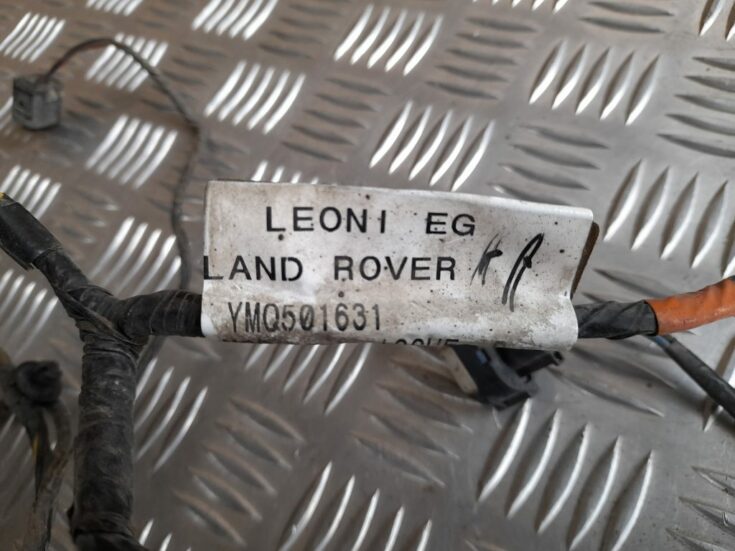 LEONI EG
LAND ROVER
YMQ501631